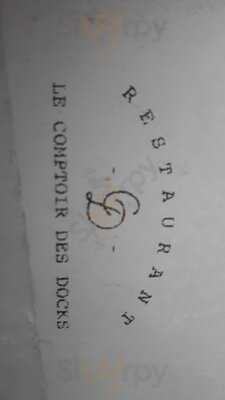 RESTAURANT
- D -
LE COMPTOIR DES DOCKS